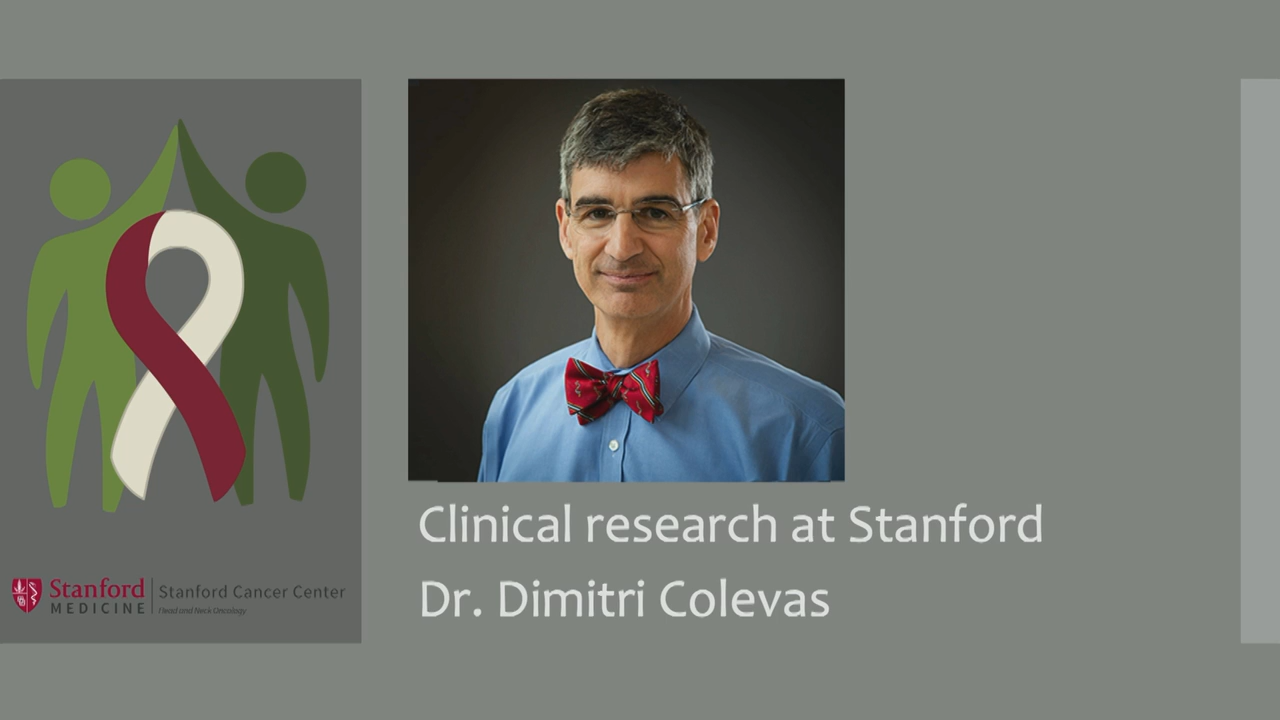 Clinical research at Stanford
Dr. Dimitri Colevas
Stanford
MEDICINE
Stanford Cancer Center
Head and Neck Oncology